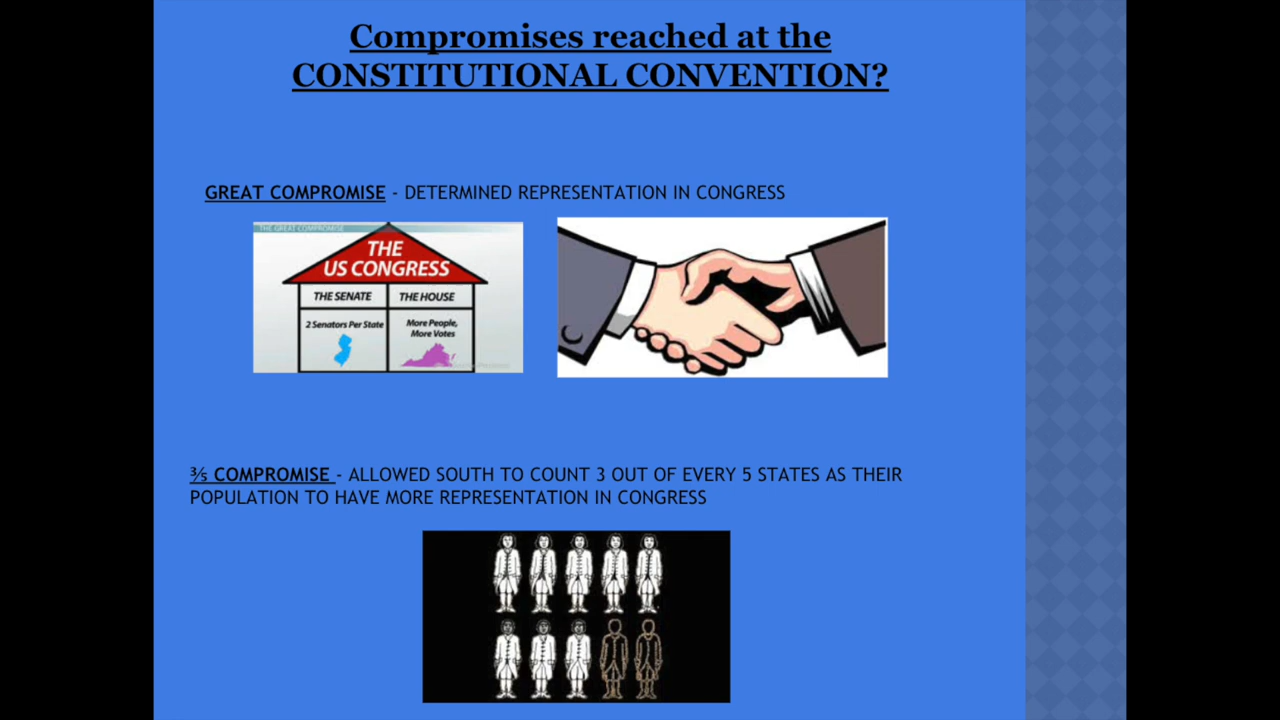 Compromises reached at the
CONSTITUTIONAL CONVENTION?
GREAT COMPROMISE - DETERMINED REPRESENTATION IN CONGRESS
THE GREAT COMPROMISE
THE
US CONGRESS
THE SENATE
THE HOUSE
2 Senators Per State
More People,
More Votes
⅗ COMPROMISE - ALLOWED SOUTH TO COUNT 3 OUT OF EVERY 5 STATES AS THEIR
POPULATION TO HAVE MORE REPRESENTATION IN CONGRESS